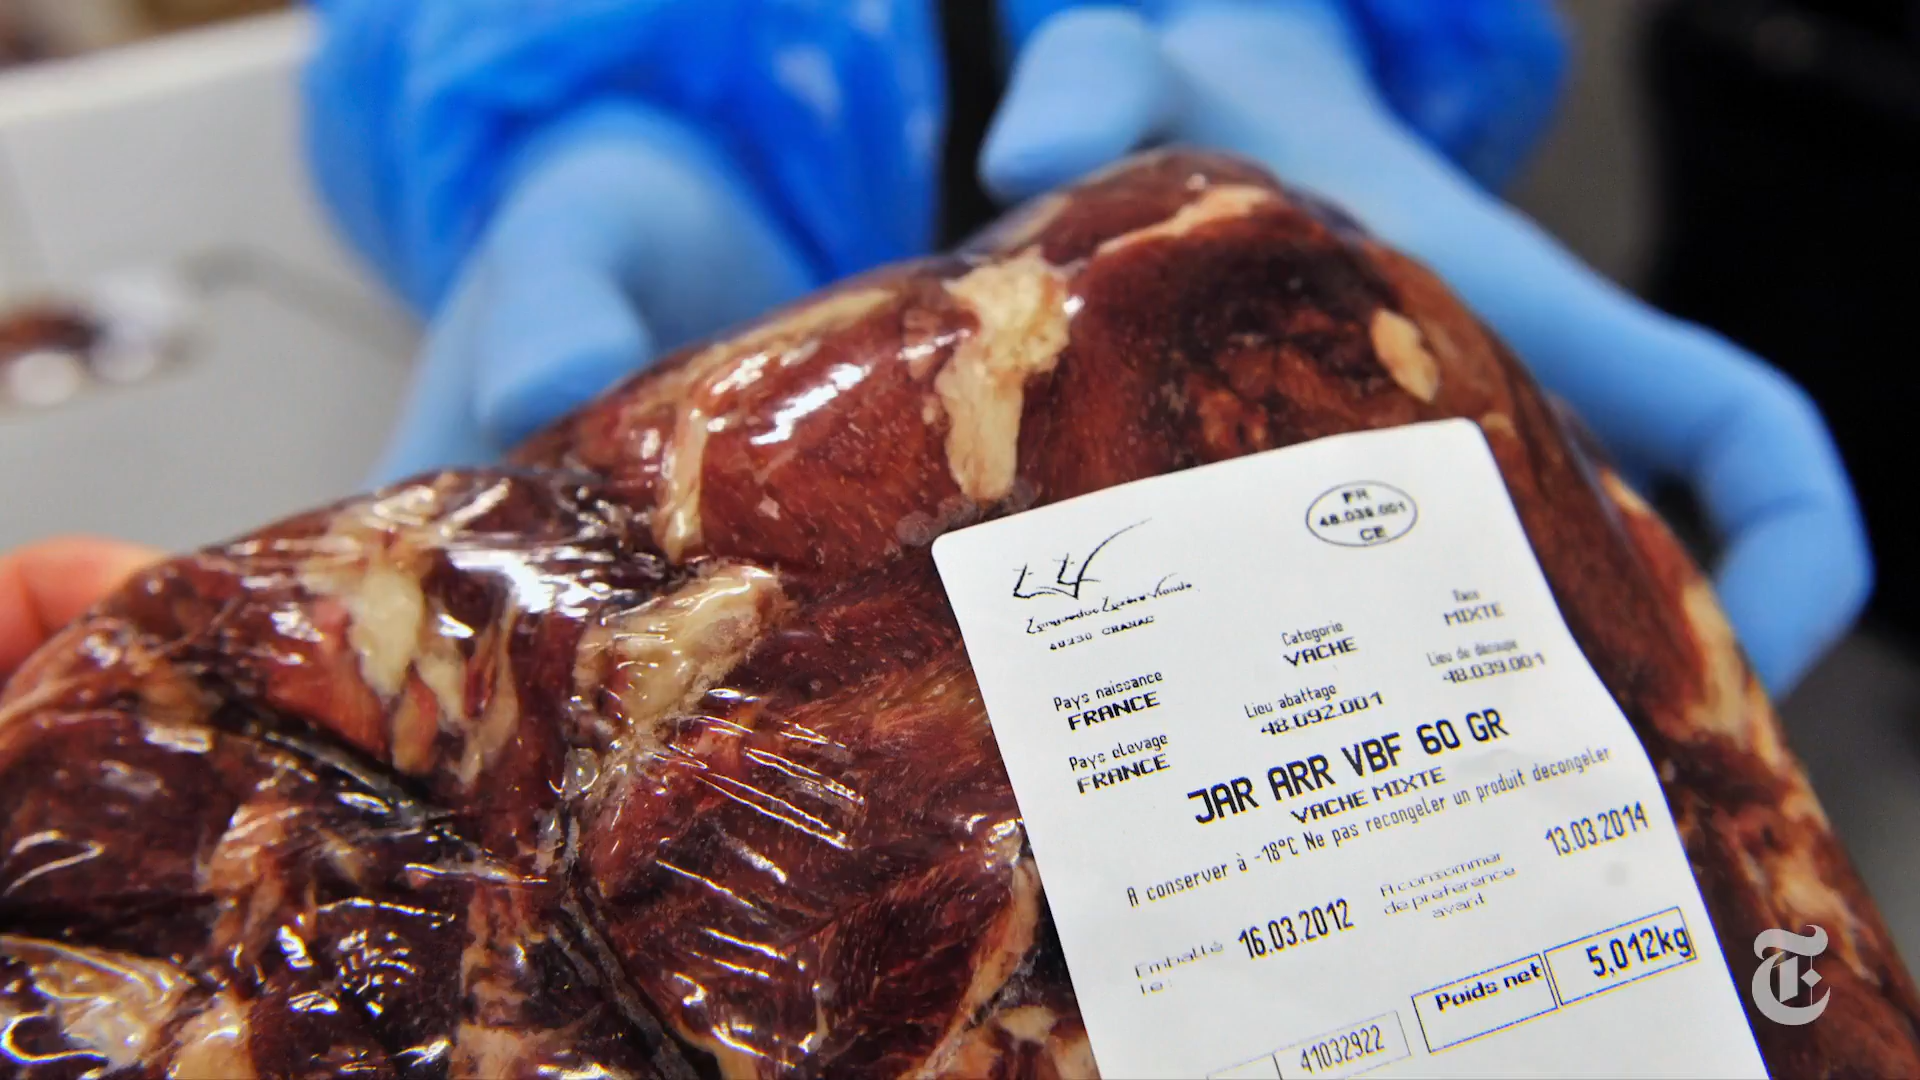 FR
48.039.001
CE
48230 CHANAC
Race
MIXTE
Categorie
VACHE
Lieu de découpe
48.039.001
Pays naissance
FRANCE
Lieu abattage
48.092.001
Pays elevage
FRANCE
JAR ARR VBF 60 GR
VACHE MIXTE
A conserver à -18°C Ne pas recongeler un produit decongeler
Emballé le:
16.03.2012
A consommer
de preference
avant
13.03.2014
Poids net
5,012kg
41032922
T